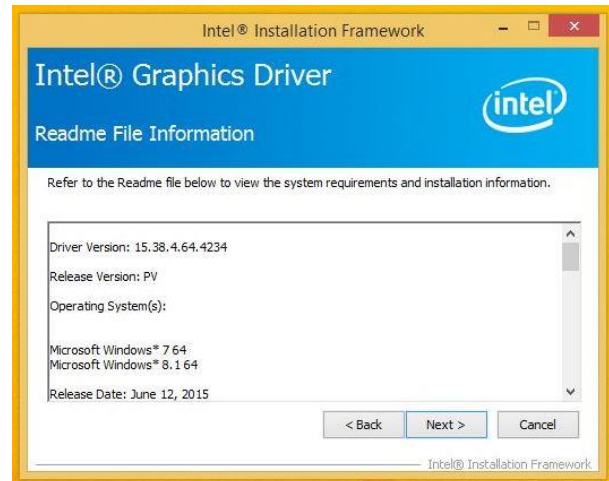 Intel® Installation Framework
Intel® Graphics Driver
Readme File Information
intel
Refer to the Readme file below to view the system requirements and installation information.
Driver Version: 15.38.4.64.4234
Release Version: PV
Operating System(s):
Microsoft Windows* 7 64
Microsoft Windows* 8.1 64
Release Date: June 12, 2015
< Back Next > Cancel
Intel® Installation Framework